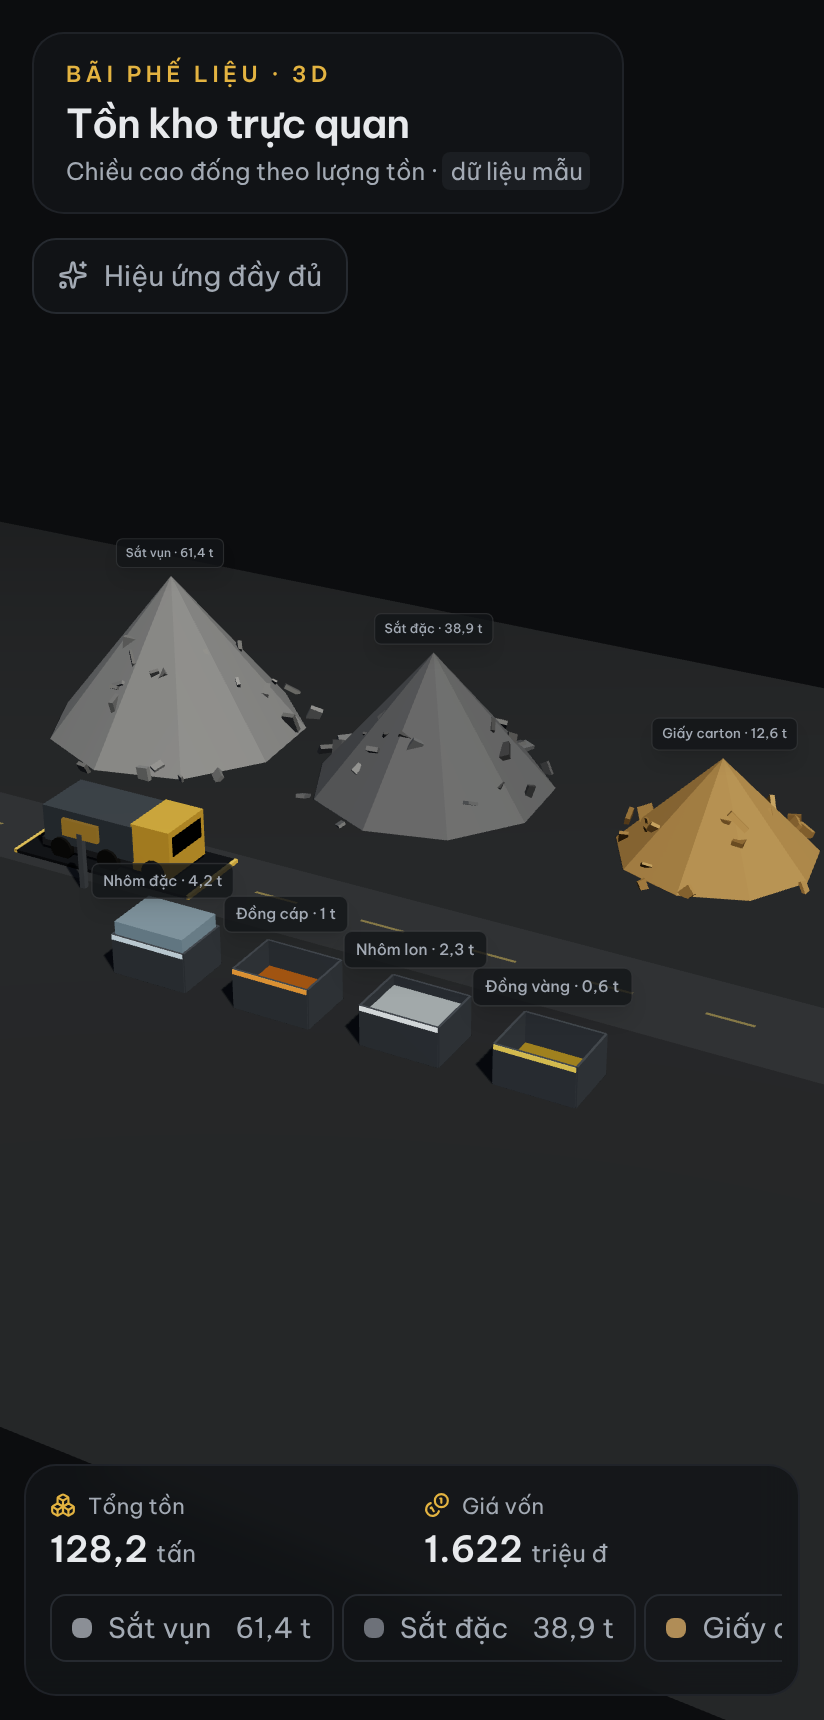 BÃI PHẾ LIỆU · 3D
Tồn kho trực quan
Chiều cao đống theo lượng tồn · dữ liệu mẫu
Hiệu ứng đầy đủ
Sắt vụn · 61,4 t
Sắt đặc · 38,9 t
Giấy carton · 12,6 t
Nhôm đặc · 4,2 t
Đồng cáp · 1 t
Nhôm lon · 2,3 t
Đồng vàng · 0,6 t
Tổng tồn
128,2 tấn
Giá vốn
1.622 triệu đ
Sắt vụn 61,4 t
Sắt đặc 38,9 t
Giấy c